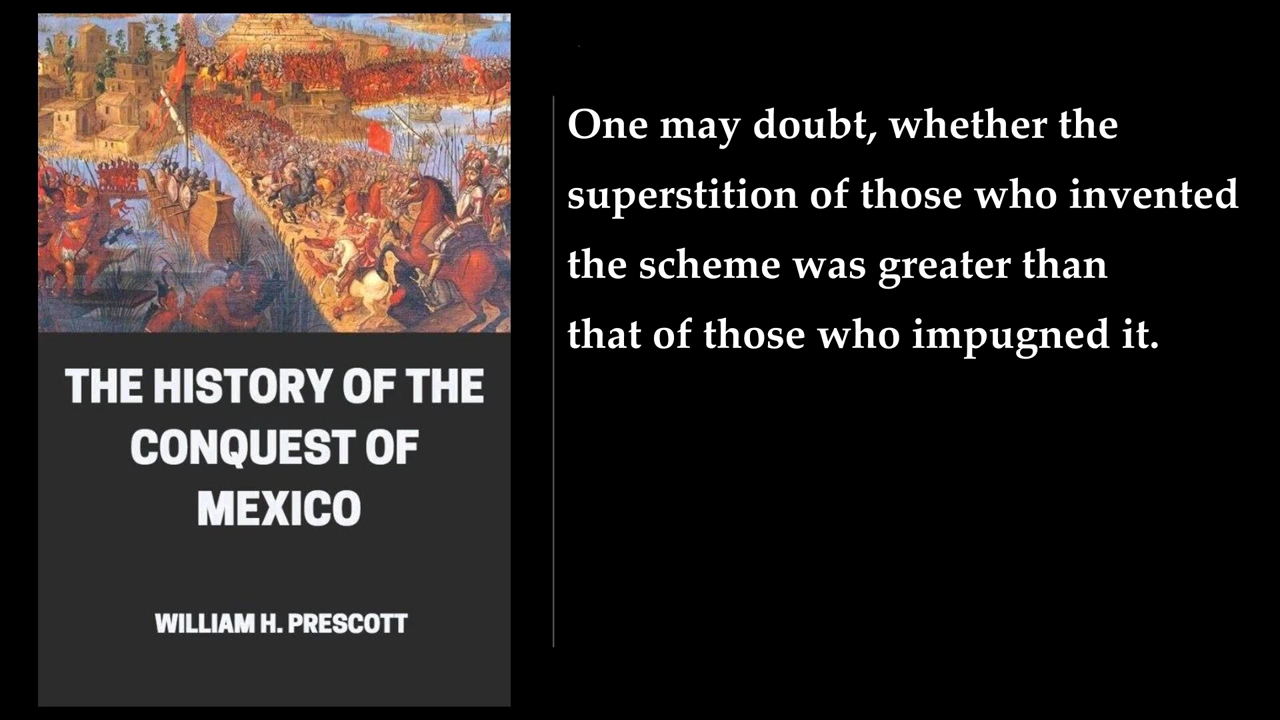 THE HISTORY OF THE
CONQUEST OF
MEXICO
WILLIAM H. PRESCOTT
One may doubt, whether the
superstition of those who invented
the scheme was greater than
that of those who impugned it.